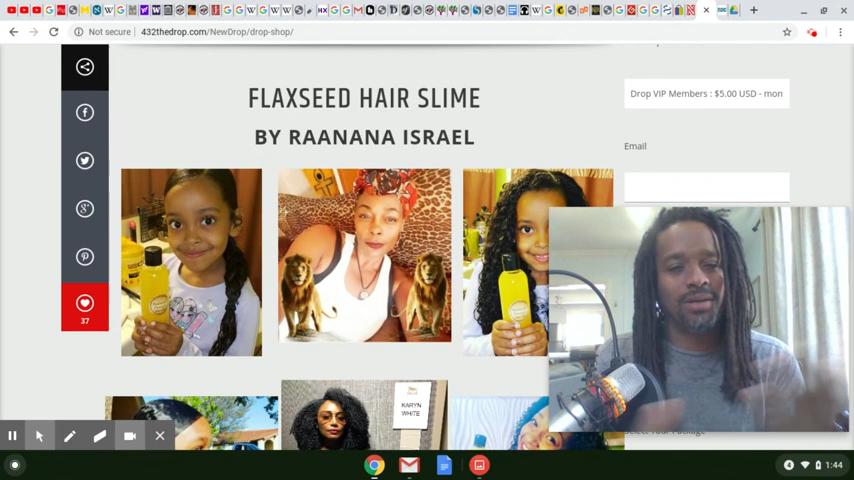 Not secure
432thedrop.com/NewDrop/drop-shop/
FLAXSEED HAIR SLIME
BY RAANANA ISRAEL
Drop VIP Members : $5.00 USD - mon
Email
37
KARYN
WHITE
4
1:44